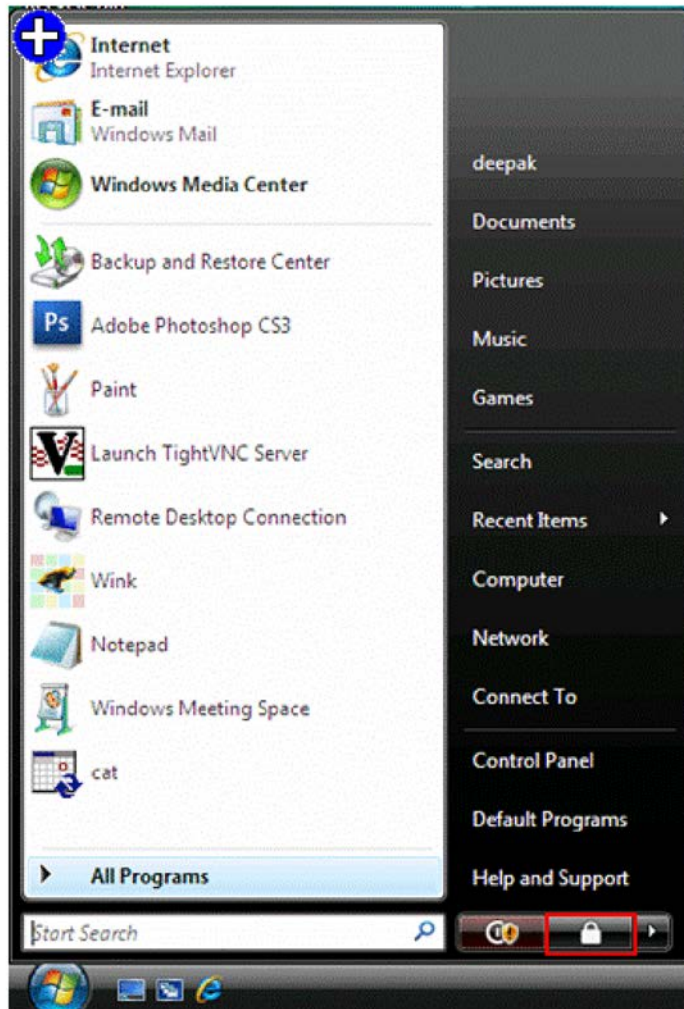 Internet
Internet Explorer
E-mail
Windows Mail
Windows Media Center
Backup and Restore Center
Ps
Adobe Photoshop CS3
Paint
V
Launch TightVNC Server
Remote Desktop Connection
Wink
Notepad
Windows Meeting Space
cat
All Programs
Start Search
deepak
Documents
Pictures
Music
Games
Search
Recent Items
Computer
Network
Connect To
Control Panel
Default Programs
Help and Support